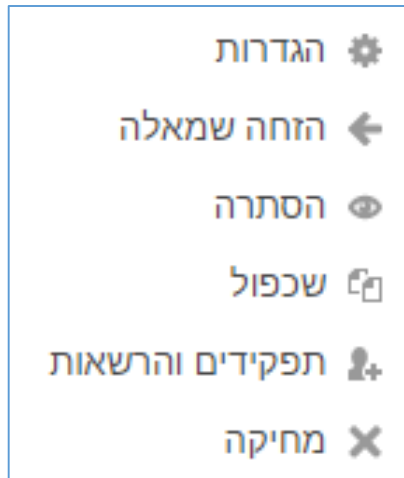 הגדרות
הזחה שמאלה
הסתרה
שכפול
תפקידים והרשאות
מחיקה